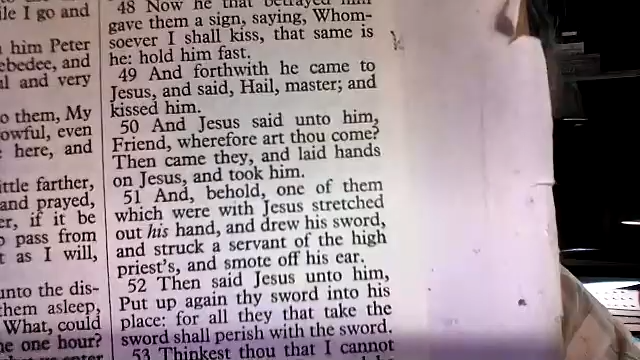 ile I go and
him Peter
ebedee, and
ul and very
o them, My
owful, even
here, and
ittle farther,
and prayed,
er, if it be
pass from
t as I will,
unto the dis-
them asleep,
What, could
me one hour?
48 Now he that betrayed him
gave them a sign, saying, Whom-
soever I shall kiss, that same is
he: hold him fast.
49 And forthwith he came to
Jesus, and said, Hail, master; and
kissed him.
50 And Jesus said unto him,
Friend, wherefore art thou come?
Then came they, and laid hands
on Jesus, and took him.
51 And, behold, one of them
which were with Jesus stretched
out his hand, and drew his sword,
and struck a servant of the high
priest's, and smote off his ear.
52 Then said Jesus unto him,
Put up again thy sword into his
place: for all they that take the
sword shall perish with the sword.
53 Thinkest thou that I cannot